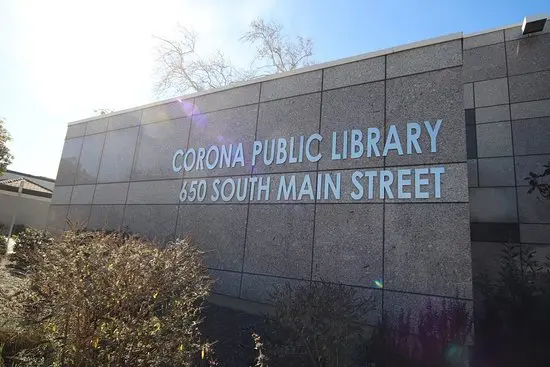 Corona Public Library
650 South Main Street